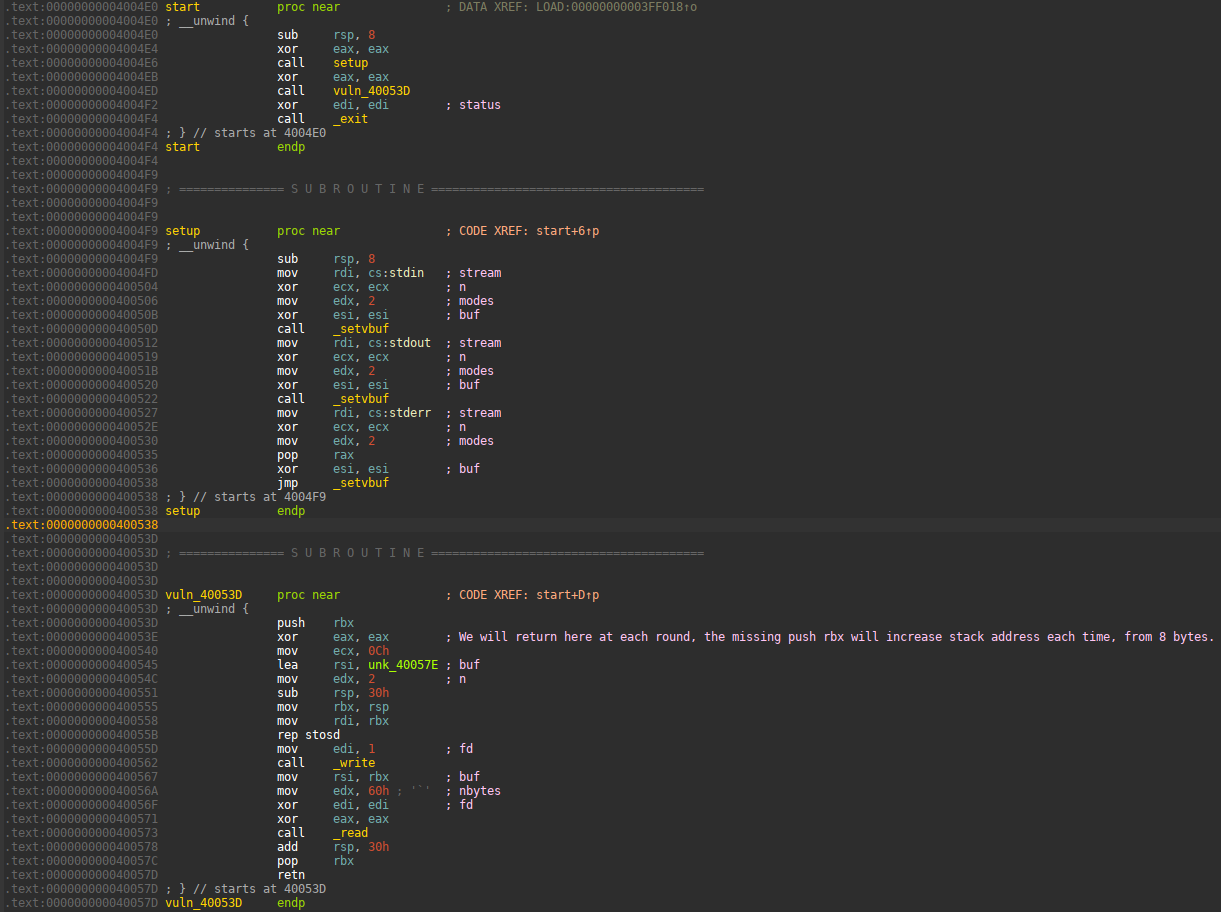 .text:00000000004004E0 start proc near ; DATA XREF: LOAD:00000000003FF018↑o
.text:00000000004004E0 ; __unwind {
.text:00000000004004E0 sub rsp, 8
.text:00000000004004E4 xor eax, eax
.text:00000000004004E6 call setup
.text:00000000004004EB xor eax, eax
.text:00000000004004ED call vuln_40053D
.text:00000000004004F2 xor edi, edi ; status
.text:00000000004004F4 call _exit
.text:00000000004004F4 ; } // starts at 4004E0
.text:00000000004004F4 start endp
.text:00000000004004F4
.text:00000000004004F9
.text:00000000004004F9 ; =============== S U B R O U T I N E =======================================
.text:00000000004004F9
.text:00000000004004F9
.text:00000000004004F9 setup proc near ; CODE XREF: start+6↑p
.text:00000000004004F9 ; __unwind {
.text:00000000004004F9 sub rsp, 8
.text:00000000004004FD mov rdi, cs:stdin ; stream
.text:0000000000400504 xor ecx, ecx ; n
.text:0000000000400506 mov edx, 2 ; modes
.text:000000000040050B xor esi, esi ; buf
.text:000000000040050D call _setvbuf
.text:0000000000400512 mov rdi, cs:stdout ; stream
.text:0000000000400519 xor ecx, ecx ; n
.text:000000000040051B mov edx, 2 ; modes
.text:0000000000400520 xor esi, esi ; buf
.text:0000000000400522 call _setvbuf
.text:0000000000400527 mov rdi, cs:stderr ; stream
.text:000000000040052E xor ecx, ecx ; n
.text:0000000000400530 mov edx, 2 ; modes
.text:0000000000400535 pop rax
.text:0000000000400536 xor esi, esi ; buf
.text:0000000000400538 jmp _setvbuf
.text:0000000000400538 ; } // starts at 4004F9
.text:0000000000400538 setup endp
.text:0000000000400538
.text:000000000040053D
.text:000000000040053D ; =============== S U B R O U T I N E =======================================
.text:000000000040053D
.text:000000000040053D
.text:000000000040053D vuln_40053D proc near ; CODE XREF: start+D↑p
.text:000000000040053D ; __unwind {
.text:000000000040053D push rbx
.text:000000000040053E xor eax, eax ; We will return here at each round, the missing push rbx will increase stack address each time, from 8 bytes.
.text:0000000000400540 mov ecx, 0Ch
.text:0000000000400545 lea rsi, unk_40057E ; buf
.text:000000000040054C mov edx, 2 ; n
.text:0000000000400551 sub rsp, 30h
.text:0000000000400555 mov rbx, rsp
.text:0000000000400558 mov rdi, rbx
.text:000000000040055B rep stosd
.text:000000000040055D mov edi, 1 ; fd
.text:0000000000400562 call _write
.text:0000000000400567 mov rsi, rbx ; buf
.text:000000000040056A mov edx, 60h ; '`' ; nbytes
.text:000000000040056F xor edi, edi ; fd
.text:0000000000400571 xor eax, eax
.text:0000000000400573 call _read
.text:0000000000400578 add rsp, 30h
.text:000000000040057C pop rbx
.text:000000000040057D retn
.text:000000000040057D ; } // starts at 40053D
.text:000000000040057D vuln_40053D endp